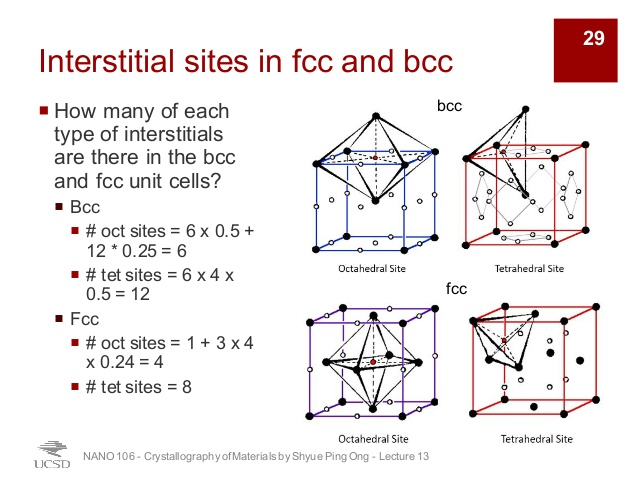 29
Interstitial sites in fcc and bcc
How many of each
type of interstitials
are there in the bcc
and fcc unit cells?
Bcc
# oct sites = 6 x 0.5 +
12 * 0.25 = 6
# tet sites = 6 x 4 x
0.5 = 12
Fcc
# oct sites = 1 + 3 x 4
x 0.24 = 4
# tet sites = 8
bcc
Octahedral Site
Tetrahedral Site
fcc
Octahedral Site
Tetrahedral Site
UCSD
NANO 106 - Crystallography of Materials by Shyue Ping Ong - Lecture 13